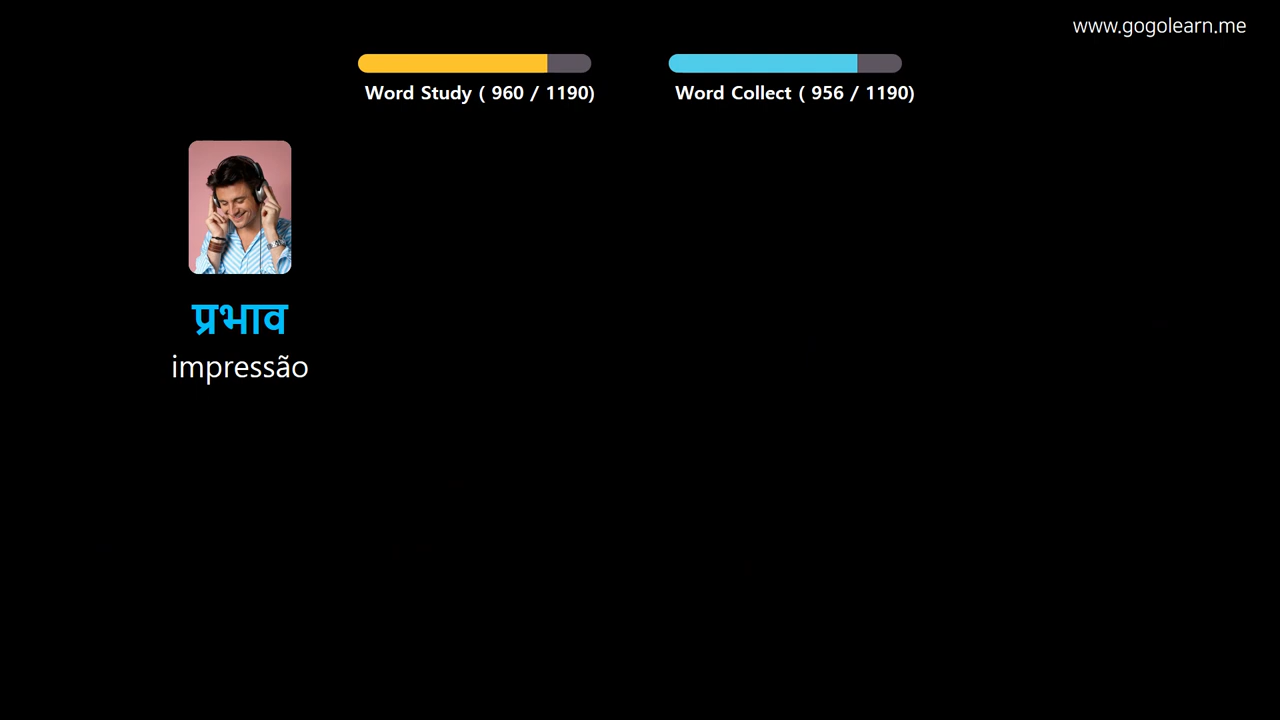 www.gogolearn.me
Word Study ( 960 / 1190)
Word Collect ( 956 / 1190)
प्रभाव
impressão